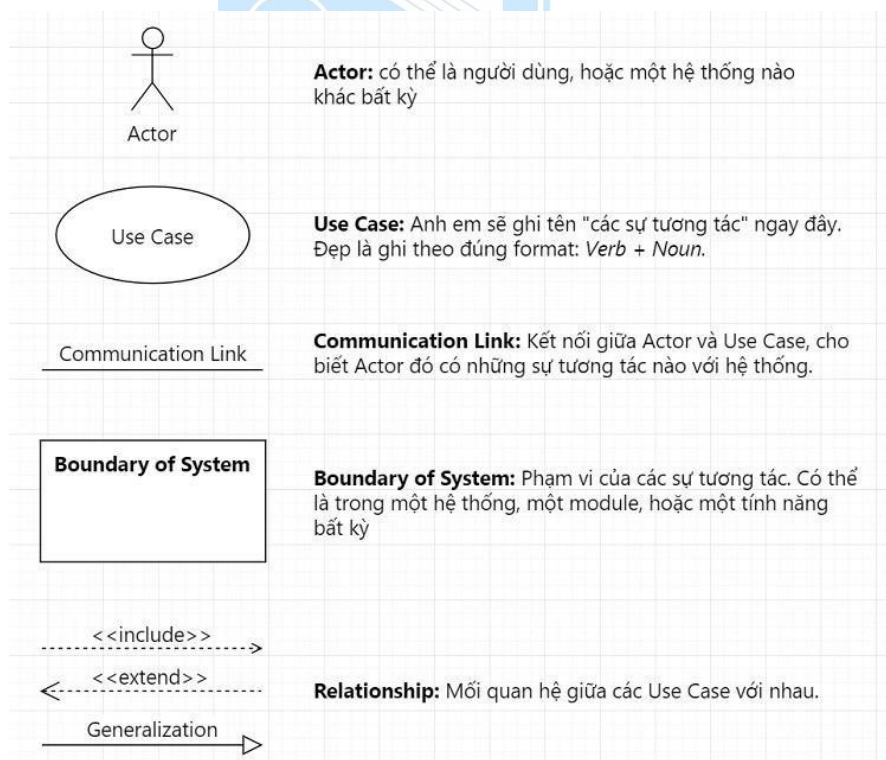 Actor
Actor: có thể là người dùng, hoặc một hệ thống nào
khác bất kỳ
Use Case
Use Case: Anh em sẽ ghi tên "các sự tương tác" ngay đây.
Đẹp là ghi theo đúng format: Verb + Noun.
Communication Link
Communication Link: Kết nối giữa Actor và Use Case, cho
biết Actor đó có những sự tương tác nào với hệ thống.
Boundary of System
Boundary of System: Phạm vi của các sự tương tác. Có thể
là trong một hệ thống, một module, hoặc một tính năng
bất kỳ
<<include>>
<<extend>>
Generalization
Relationship: Mối quan hệ giữa các Use Case với nhau.